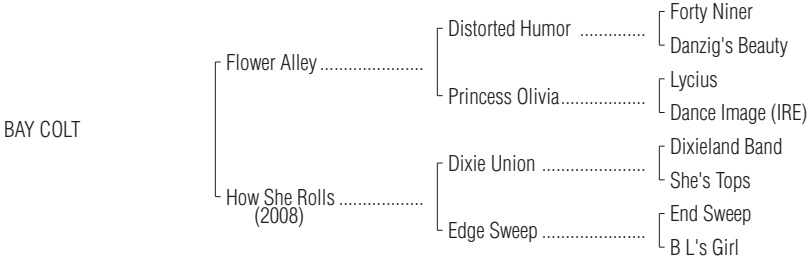 Forty Niner
Distorted Humor ..............
Danzig's Beauty
Flower Alley ......................
Lycius
Princess Olivia..................
Dance Image (IRE)
BAY COLT
Dixieland Band
Dixie Union ......................
She's Tops
How She Rolls ..................
(2008)
End Sweep
Edge Sweep ......................
B L's Girl